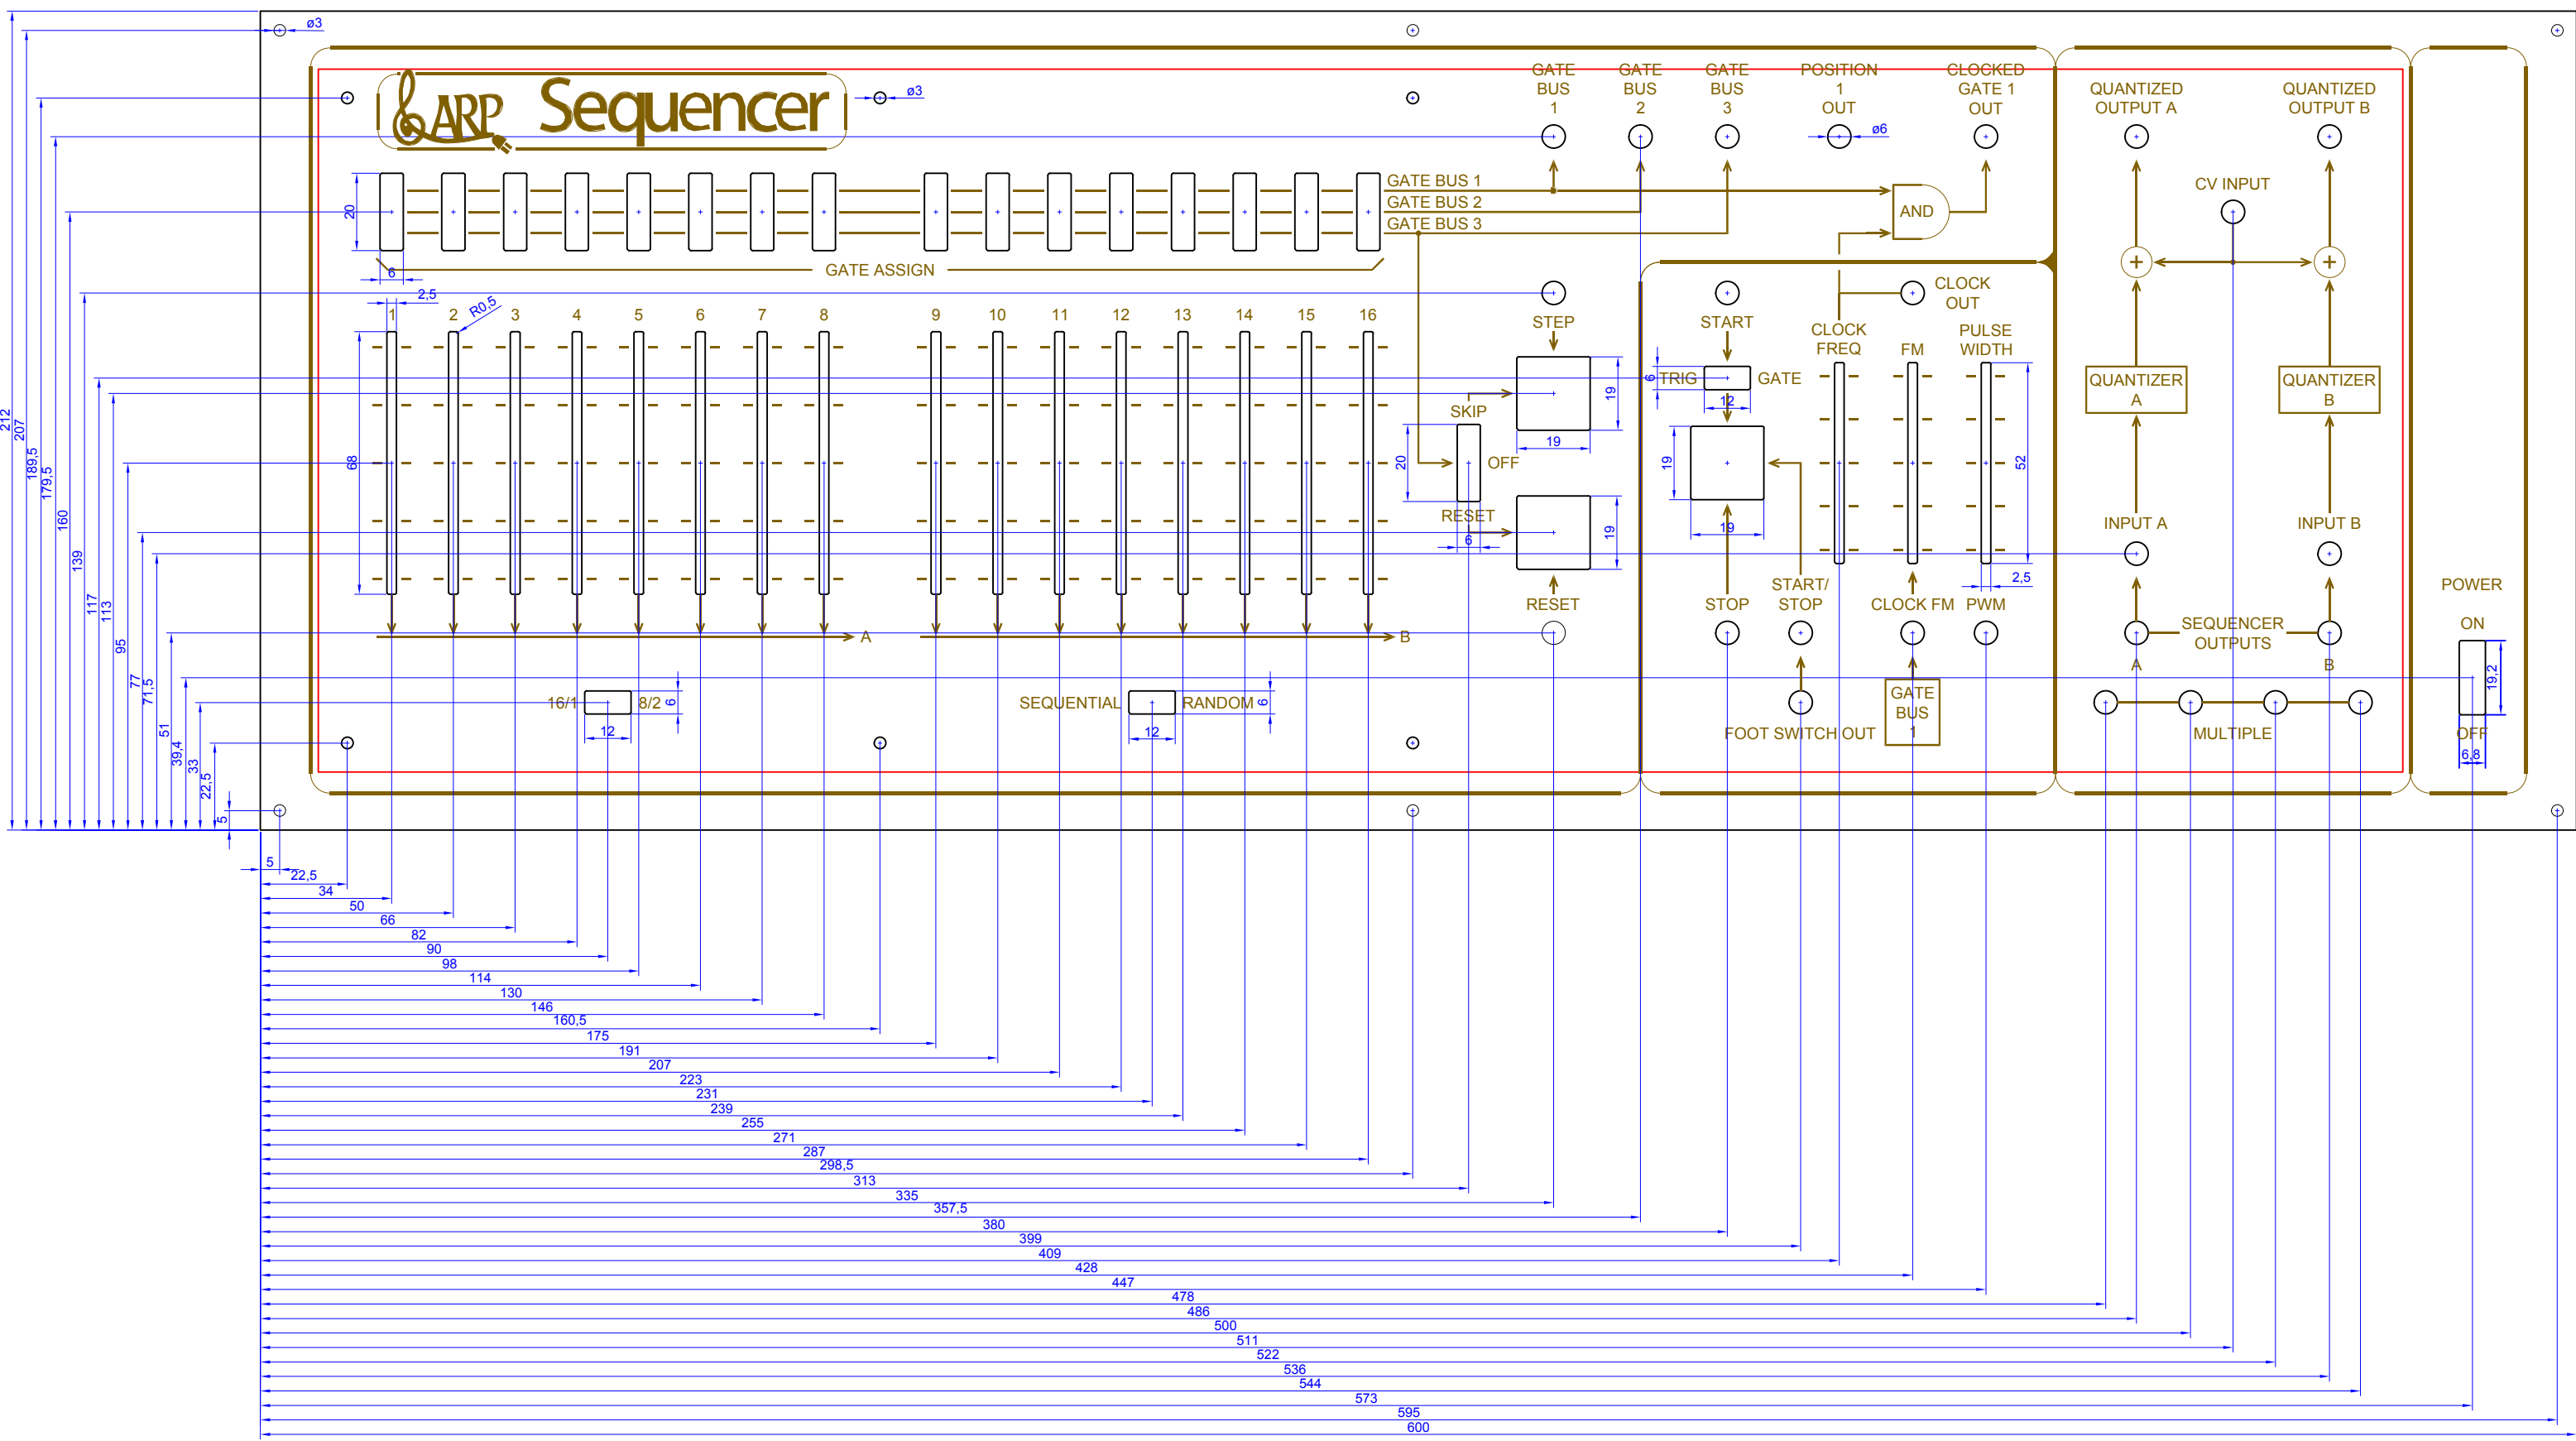 ø3
ARP Sequencer
ø3
GATE BUS 1
GATE BUS 2
GATE BUS 3
POSITION 1 OUT
CLOCKED GATE 1 OUT
QUANTIZED OUTPUT A
QUANTIZED OUTPUT B
ø6
GATE BUS 1
GATE BUS 2
GATE BUS 3
AND
CV INPUT
20
6
GATE ASSIGN
2,5
R0,5
1 2 3 4 5 6 7 8 9 10 11 12 13 14 15 16
STEP
START
CLOCK OUT
CLOCK FREQ
FM
PULSE WIDTH
6
TRIG
GATE
12
19
19
QUANTIZER A
QUANTIZER B
SKIP
OFF
RESET
20
6
68
19
19
52
19
2,5
INPUT A
INPUT B
RESET
STOP
START/ STOP
CLOCK FM
PWM
A
B
SEQUENCER OUTPUTS
A
B
POWER
ON
19,2
OFF
6,8
16/1
8/2
6
12
SEQUENTIAL
RANDOM
6
12
FOOT SWITCH OUT
GATE BUS 1
MULTIPLE
212
207
189,5
179,5
160
139
117
113
95
77
71,5
51
39,4
33
22,5
5
5
22,5
34
50
66
82
90
98
114
130
146
160,5
175
191
207
223
231
239
255
271
287
298,5
313
335
357,5
380
399
409
428
447
478
486
500
511
522
536
544
573
595
600